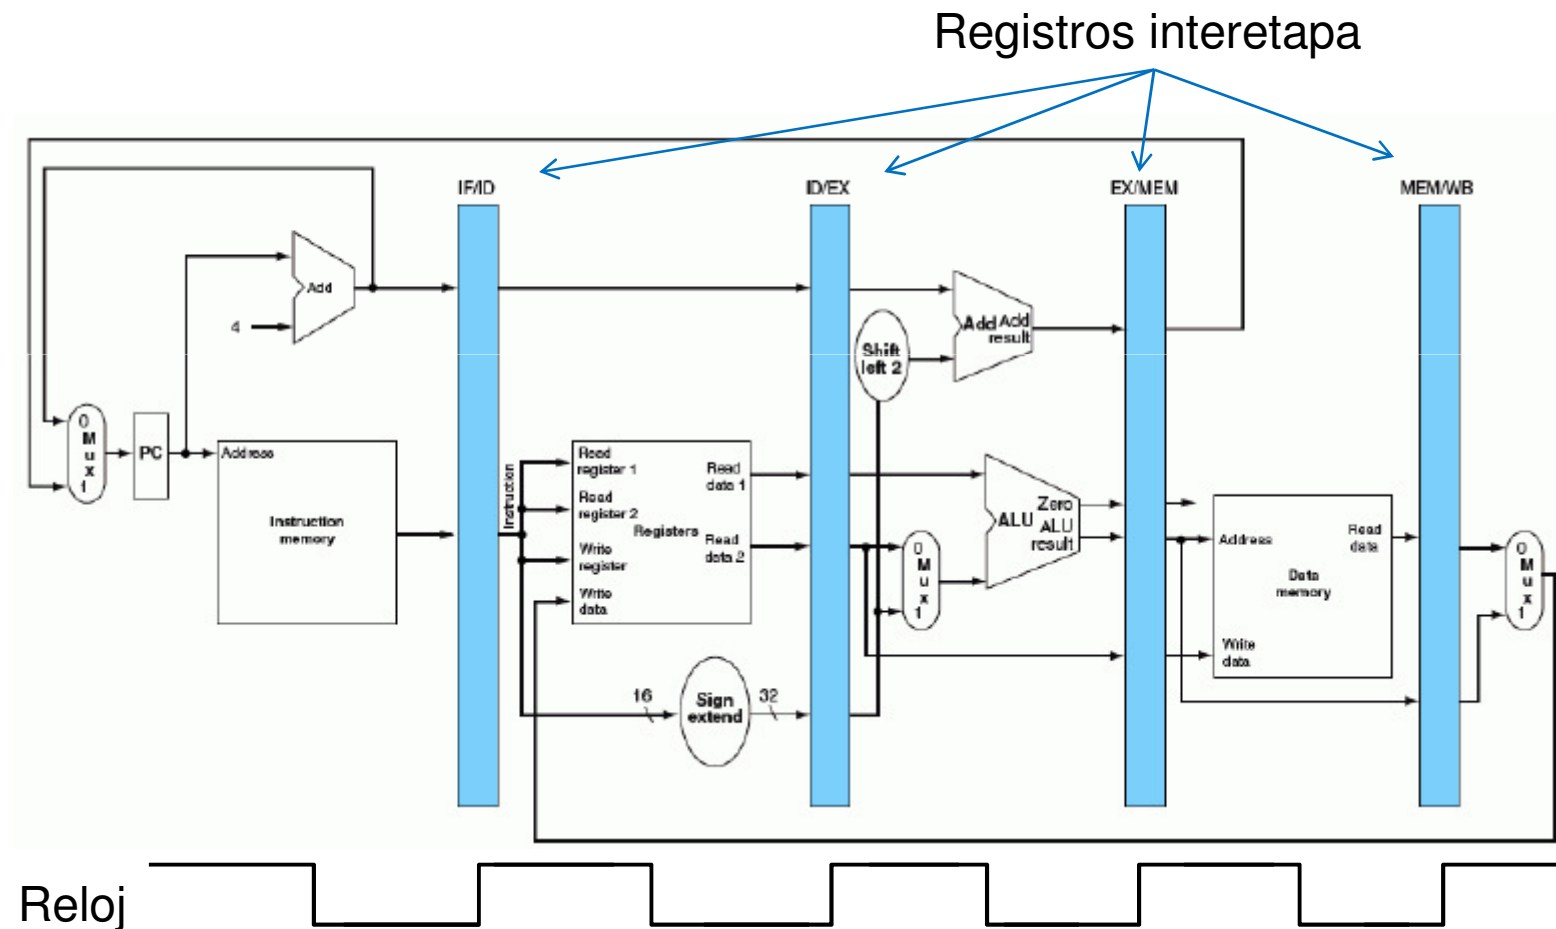 Registros interetapa
IF/ID
ID/EX
EX/MEM
MEM/WB
Add
4
Shift
left 2
Add Add
result
0
M
u
x
1
PC
Address
Instruction
memory
Instruction
Read
register 1
Read
register 2
Write
register
Write
data
Registers
Read
data 1
Read
data 2
16
Sign
extend
32
0
M
u
x
1
ALU
Zero
ALU
result
Address
Write
data
Data
memory
Read
data
0
M
u
x
1
Reloj